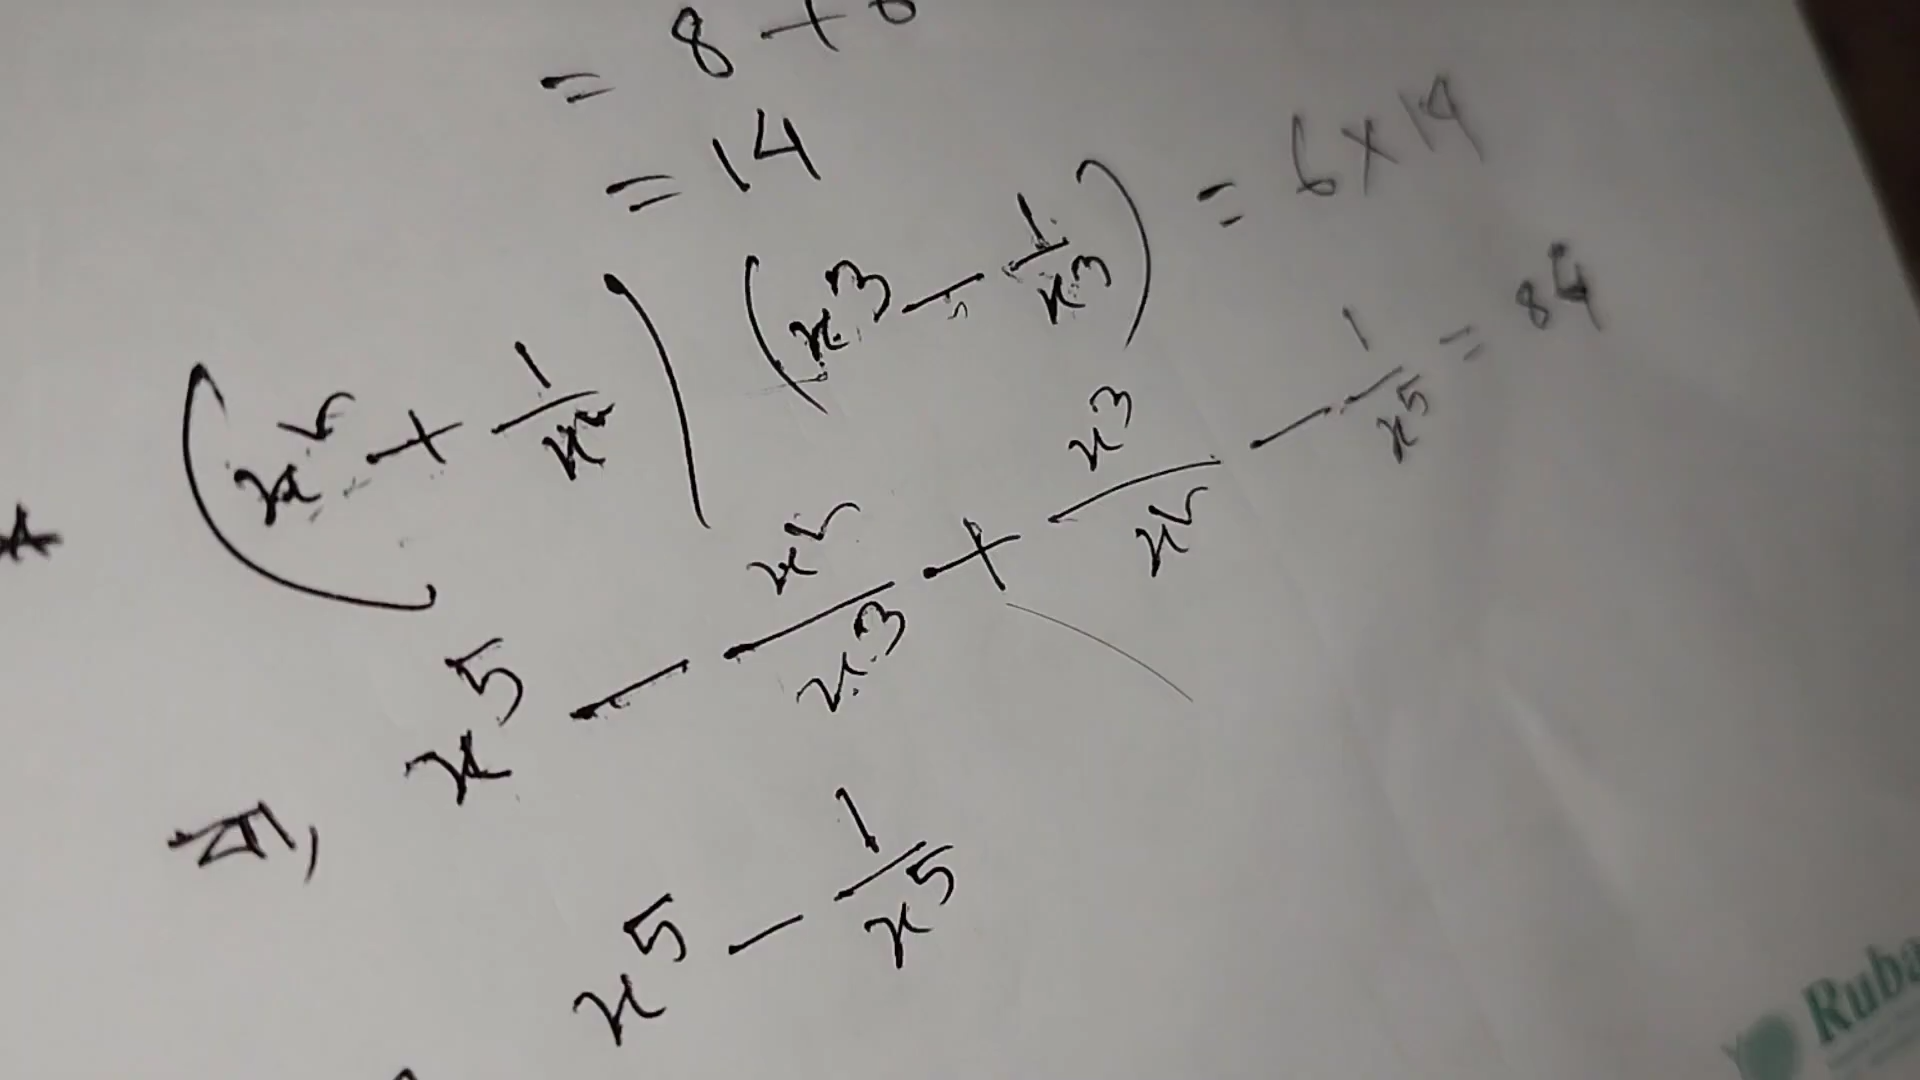 = 8 + 6
= 14
(x² + 1/x²) (x³ - 1/x³) = 6×14
বা, x⁵ - x²/x³ + x³/x² - 1/x⁵ = 84
x⁵ - 1/x⁵
Ruba